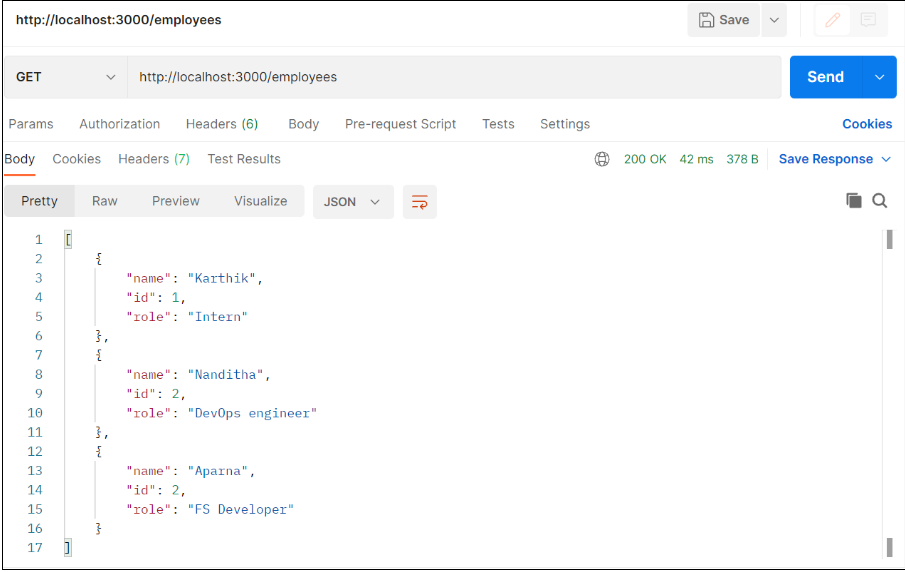 http://localhost:3000/employees Save
GET http://localhost:3000/employees Send
Params Authorization Headers (6) Body Pre-request Script Tests Settings Cookies
Body Cookies Headers (7) Test Results 200 OK 42 ms 378 B Save Response
Pretty Raw Preview Visualize JSON
1 [
2 {
3 "name": "Karthik",
4 "id": 1,
5 "role": "Intern"
6 },
7 {
8 "name": "Nanditha",
9 "id": 2,
10 "role": "DevOps engineer"
11 },
12 {
13 "name": "Aparna",
14 "id": 2,
15 "role": "FS Developer"
16 }
17 ]